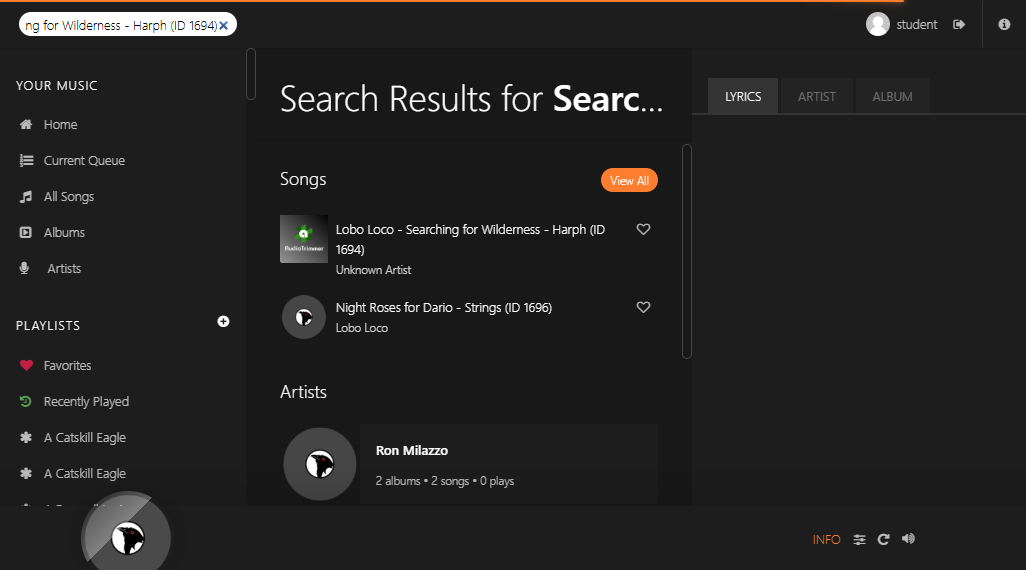 ng for Wilderness - Harph (ID 1694)
student
YOUR MUSIC
Home
Current Queue
All Songs
Albums
Artists
PLAYLISTS
Favorites
Recently Played
A Catskill Eagle
A Catskill Eagle
Search Results for Searc...
Songs
View All
AudioTrimmer
Lobo Loco - Searching for Wilderness - Harph (ID
1694)
Unknown Artist
Night Roses for Dario - Strings (ID 1696)
Lobo Loco
Artists
Ron Milazzo
2 albums • 2 songs • 0 plays
LYRICS
ARTIST
ALBUM
INFO